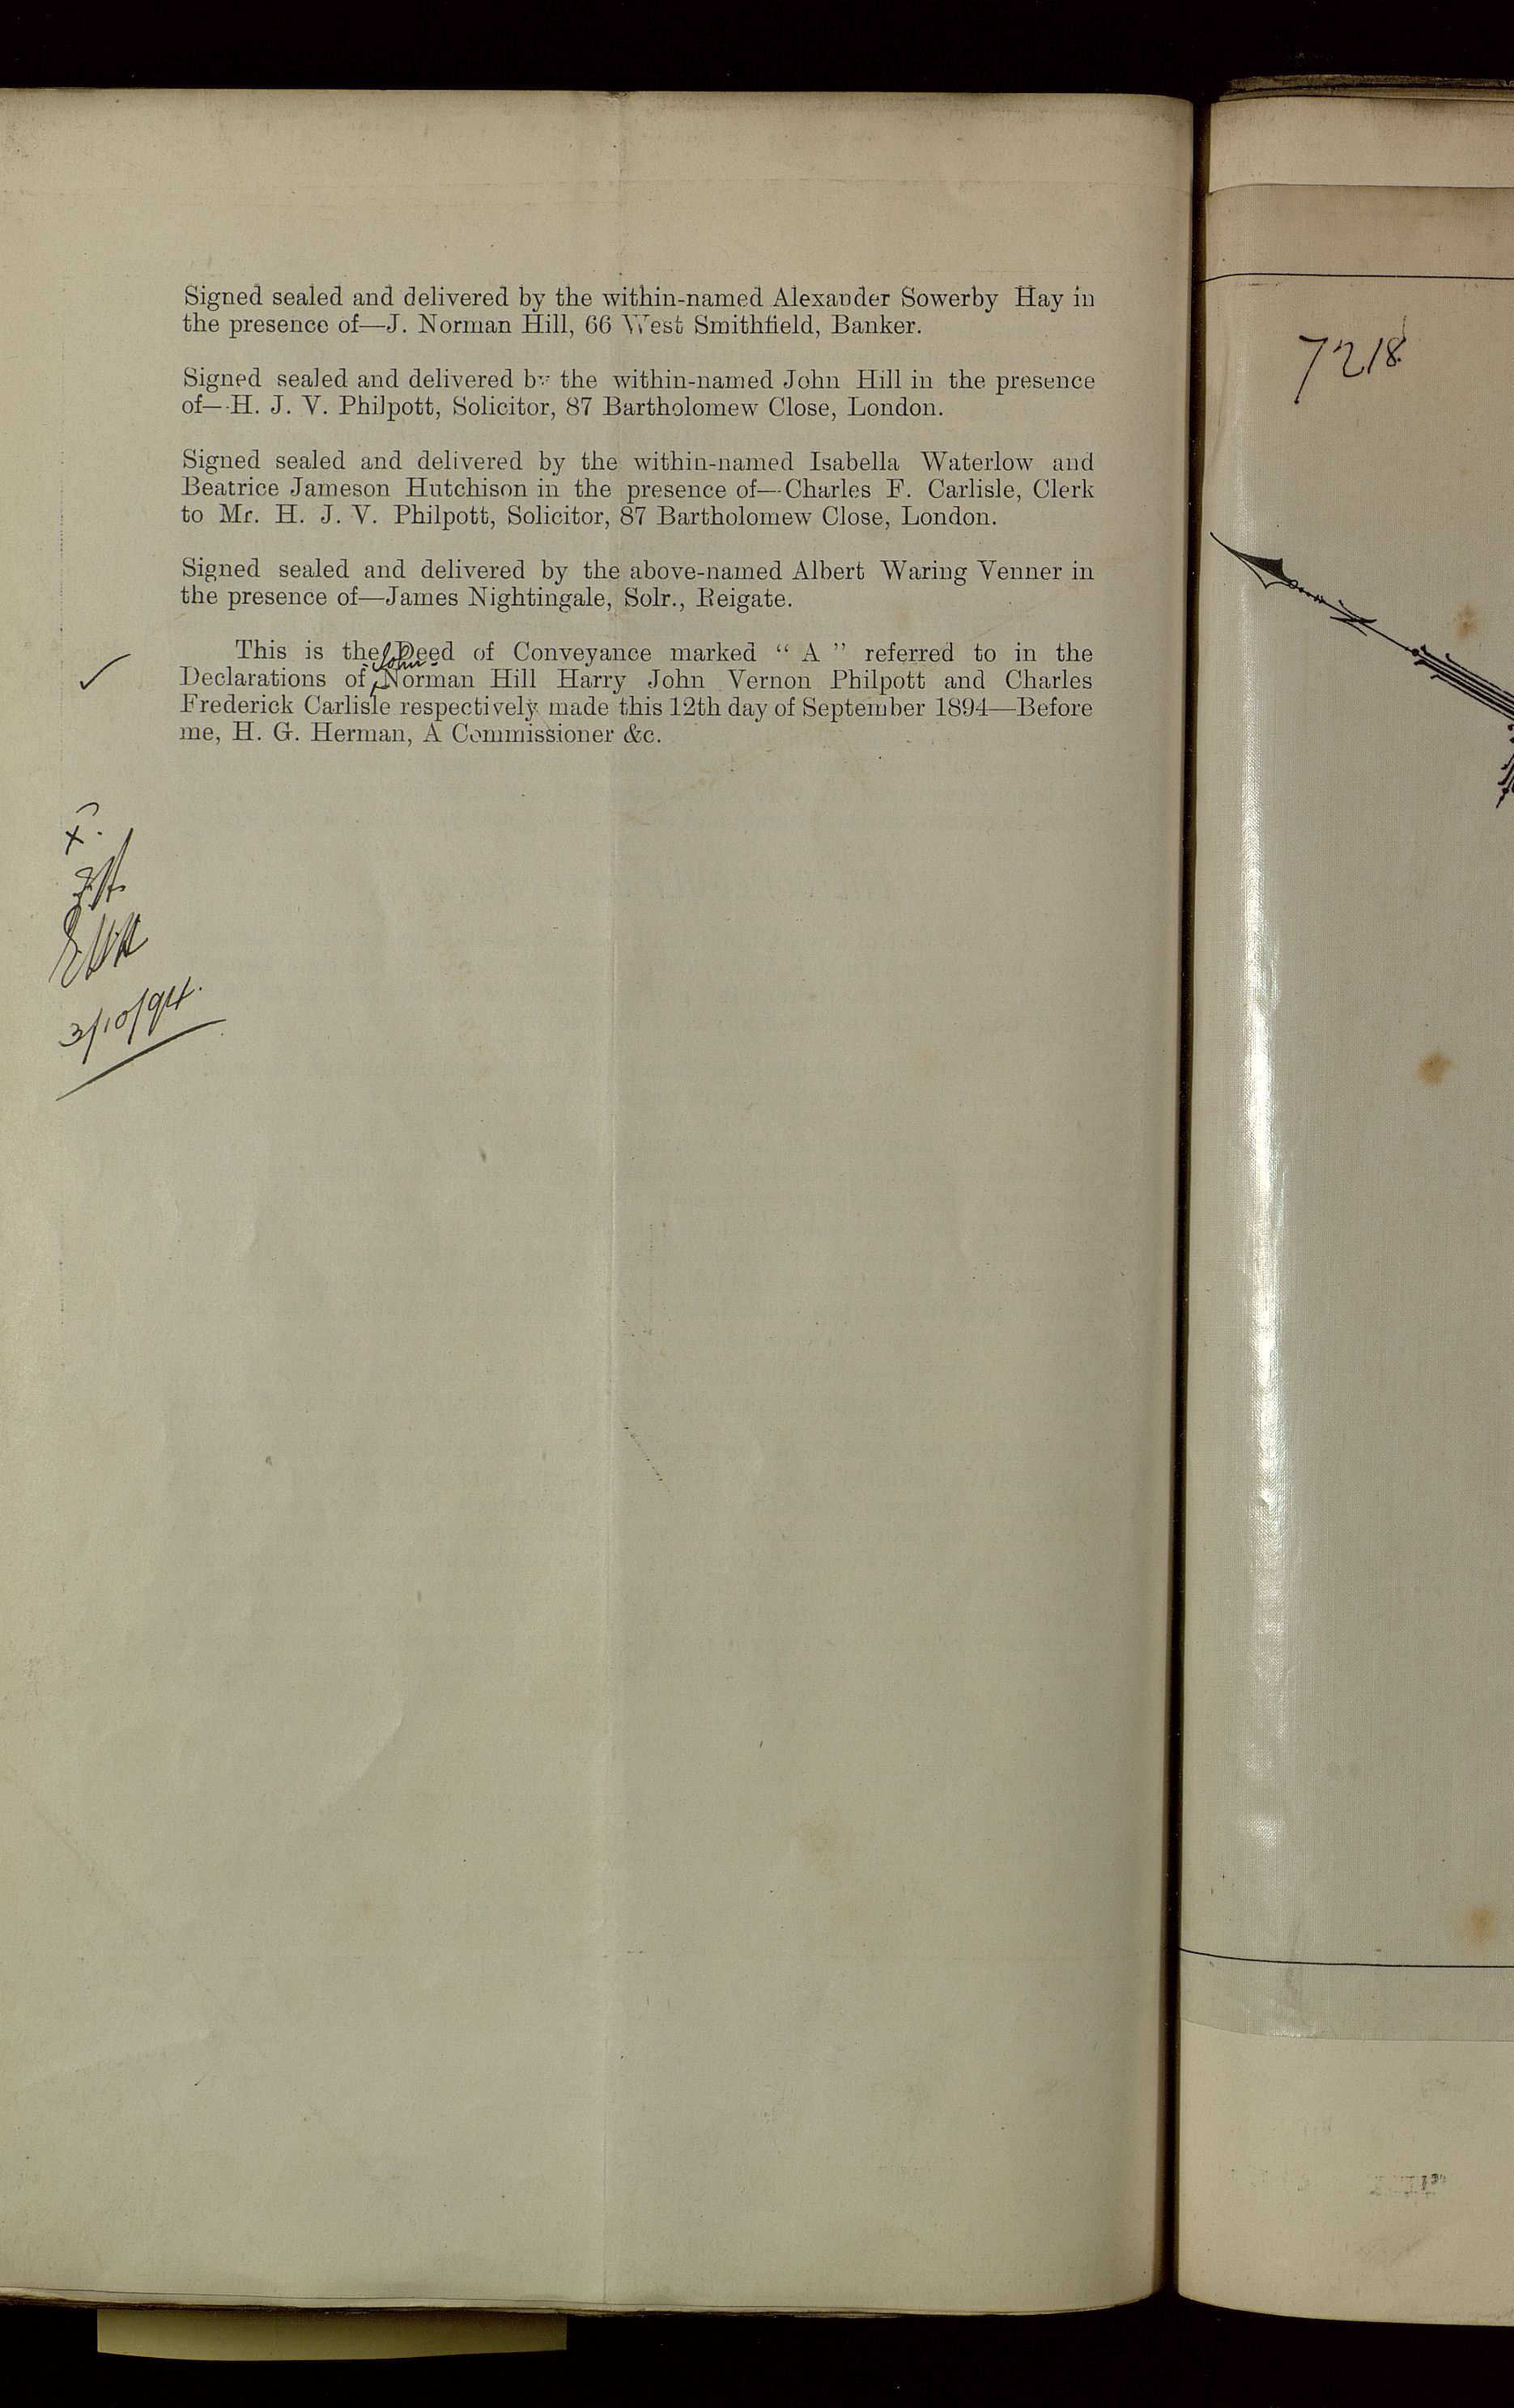 Signed sealed and delivered by the within-named Alexander Sowerby Hay in
the presence of—J. Norman Hill, 66 West Smithfield, Banker.
Signed sealed and delivered by the within-named John Hill in the presence
of—H. J. V. Philpott, Solicitor, 87 Bartholomew Close, London.
Signed sealed and delivered by the within-named Isabella Waterlow and
Beatrice Jameson Hutchison in the presence of—Charles F. Carlisle, Clerk
to Mr. H. J. V. Philpott, Solicitor, 87 Bartholomew Close, London.
Signed sealed and delivered by the above-named Albert Waring Venner in
the presence of—James Nightingale, Solr., Reigate.
This is the Deed of Conveyance marked “ A ” referred to in the
John
Declarations of Norman Hill Harry John Vernon Philpott and Charles
Frederick Carlisle respectively made this 12th day of September 1894—Before
me, H. G. Herman, A Commissioner &c.
3/10/94.
7218